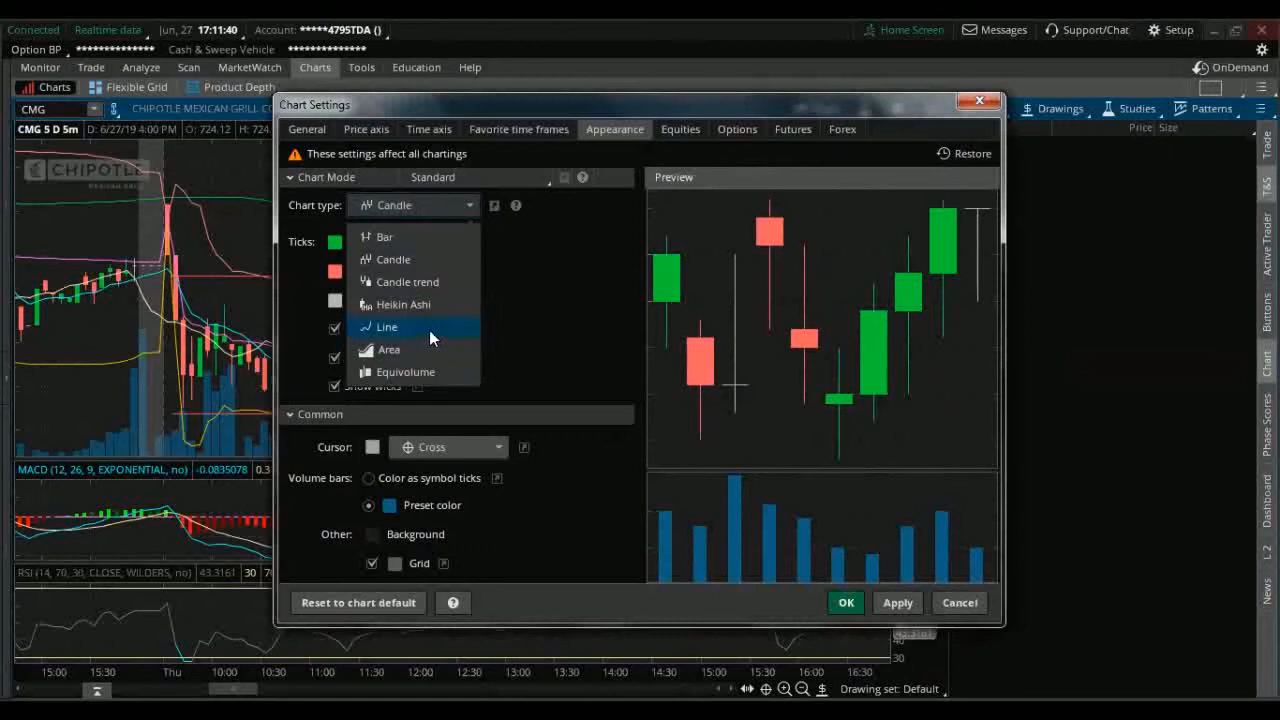 Connected Realtime data Jun, 27 17:11:40 Account: *****4795TDA () Home Screen Messages Support/Chat Setup
Option BP ************** Cash & Sweep Vehicle **************
Monitor Trade Analyze Scan MarketWatch Charts Tools Education Help
Charts Flexible Grid Product Depth OnDemand
CMG CHIPOTLE MEXICAN GRILL Drawings Studies Patterns
CMG 5 D 5m D: 6/27/19 4:00 PM O: 724.12 H: Price Size
CHIPOTLE
Chart Settings
General Price axis Time axis Favorite time frames Appearance Equities Options Futures Forex
These settings affect all chartings Restore
Chart Mode Standard Preview
Chart type: Candle
Ticks:
Bar
Candle
Candle trend
Heikin Ashi
Line
Area
Equivolume
Show wicks
Common
Cursor: Cross
Volume bars: Color as symbol ticks
Preset color
Other: Background
Grid
Reset to chart default ? OK Apply Cancel
MACD (12, 26, 9, EXPONENTIAL, no) -0.0835078 0.3
RSI (14, 70, 30, CLOSE, WILDERS, no) 43.3161 30
43.3161
40
30
15:00 15:30 Thu 10:00 10:30 11:00 11:30 12:00 12:30 13:00 13:30 14:00 14:30 15:00 15:30 16:00 16:30
Drawing set: Default
Trade
T&S
Active Trader
Buttons
Chart
Phase Scores
Dashboard
L 2
News